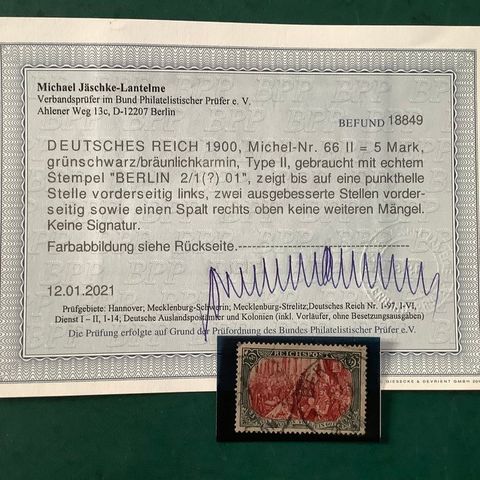 Michael Jäschke-Lantelme
Verbandsprüfer im Bund Philatelistischer Prüfer e. V.
Ahlener Weg 13c, D-12207 Berlin
BEFUND 18849
DEUTSCHES REICH 1900, Michel-Nr. 66 II = 5 Mark,
grünschwarz/bräunlichkarmin, Type II, gebraucht mit echtem
Stempel "BERLIN 2/1(?) 01", zeigt bis auf eine punkthelle
Stelle vorderseitig links, zwei ausgebesserte Stellen vorder-
seitig sowie einen Spalt rechts oben keine weiteren Mängel.
Keine Signatur.
Farbabbildung siehe Rückseite.
12.01.2021
Prüfgebiete: Hannover; Mecklenburg-Schwerin; Mecklenburg-Strelitz; Deutsches Reich Nr. 1-97, I-VI,
Dienst I – II, 1-14; Deutsche Auslandspostämter und Kolonien (inkl. Vorläufer, ohne Besetzungsausgaben)
Die Prüfung erfolgte auf Grund der Prüfordnung des Bundes Philatelistischer Prüfer e.V.
GIESECKE & DEVRIENT GMBH
REICHSPOST